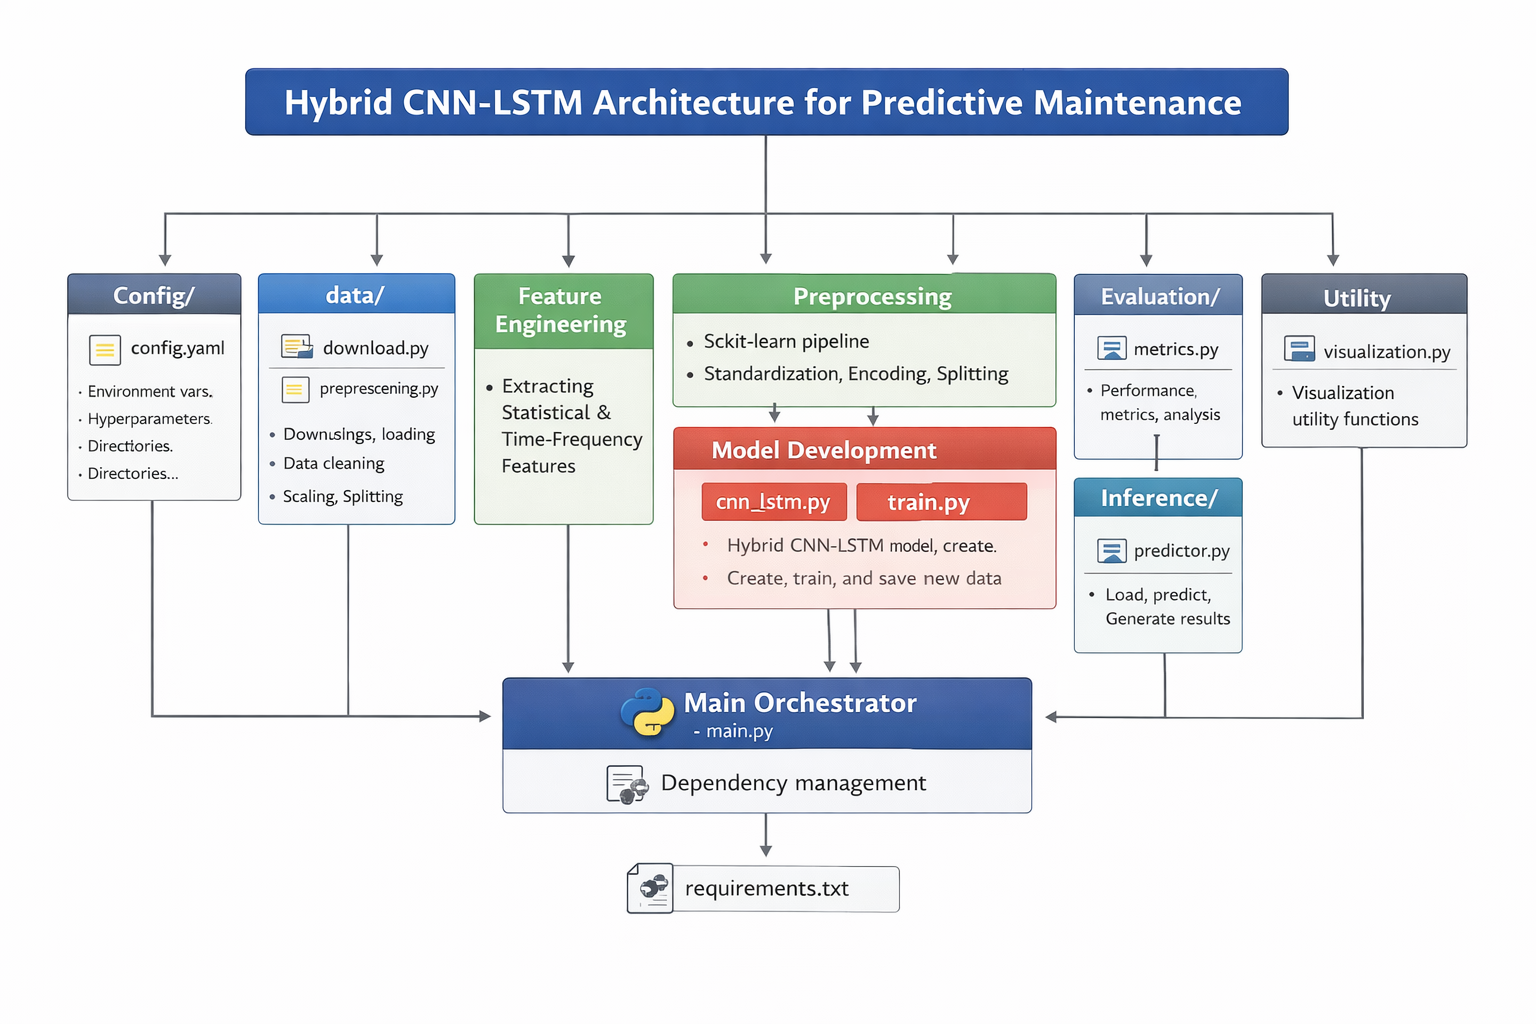 Hybrid CNN-LSTM Architecture for Predictive Maintenance
Config/
config.yaml
· Environment vars.
· Hyperparameters.
· Directiories.
· Directories...
data/
download.py
preprescening.py
• Downusings, loading
• Data cleaning
• Scaling, Splitting
Feature
Engineering
• Extracting
Statistical &
Time-Frequency
Features
Preprocessing
• Sckit-learn pipeline
• Standardization, Encoding, Splitting
Model Development
cnn_lstm.py
train.py
• Hybrid CNN-LSTM model, create.
• Create, train, and save new data
Evaluation/
metrics.py
• Performance,
metrics, analysis
Inference/
predictor.py
• Load, predict,
Generate results
Utility
visualization.py
• Visualization
utility functions
Main Orchestrator
- main.py
Dependency management
requirements.txt